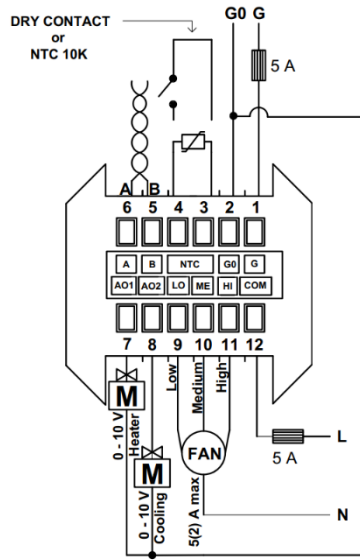 DRY CONTACT
or
NTC 10K
G0 G
5 A
A B
6 5 4 3 2 1
A B NTC G0 G
AO1 AO2 LO ME HI COM
7 8 9 10 11 12
Low
Medium
High
M
0 - 10 V
Heater
M
0 - 10 V
Cooling
FAN
5(2) A max
5 A
L
N